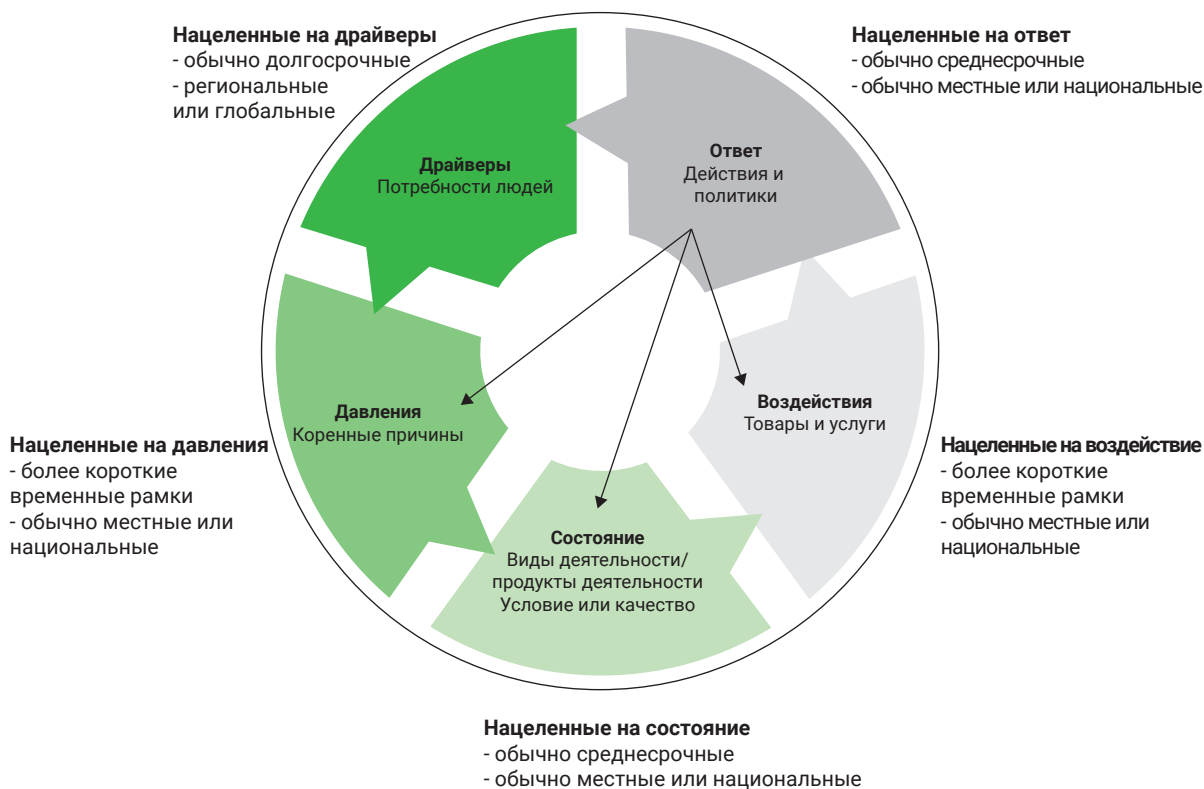 Нацеленные на драйверы
- обычно долгосрочные
- региональные
или глобальные
Нацеленные на ответ
- обычно среднесрочные
- обычно местные или национальные
Драйверы
Потребности людей
Ответ
Действия и
политики
Давления
Коренные причины
Воздействия
Товары и услуги
Нацеленные на давления
- более короткие
временные рамки
- обычно местные или
национальные
Нацеленные на воздействие
- более короткие
временные рамки
- обычно местные или
национальные
Состояние
Виды деятельности/
продукты деятельности
Условие или качество
Нацеленные на состояние
- обычно среднесрочные
- обычно местные или национальные